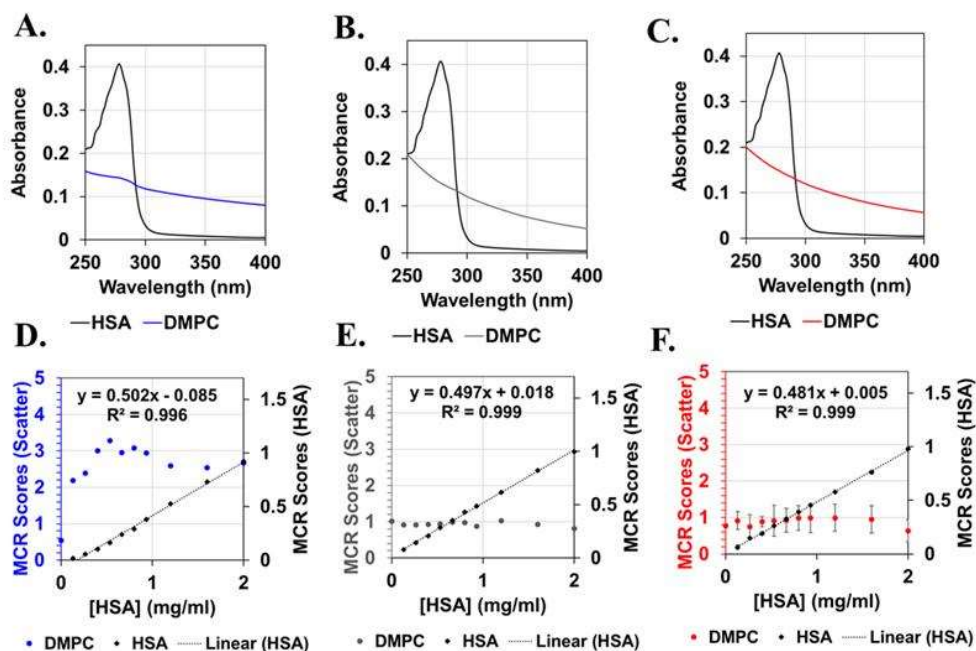 A.
0.4
0.3
0.2
0.1
0
Absorbance
250 300 350 400
Wavelength (nm)
HSA DMPC
B.
0.4
0.3
0.2
0.1
0
Absorbance
250 300 350 400
Wavelength (nm)
HSA DMPC
C.
0.4
0.3
0.2
0.1
0
Absorbance
250 300 350 400
Wavelength (nm)
HSA DMPC
D.
MCR Scores (Scatter)
5
4
3
2
1
0
y = 0.502x - 0.085
R² = 0.996
1.5
1
0.5
0
MCR Scores (HSA)
0 1 2
[HSA] (mg/ml)
DMPC HSA Linear (HSA)
E.
MCR Scores (Scatter)
5
4
3
2
1
0
y = 0.497x + 0.018
R² = 0.999
1.5
1
0.5
0
MCR Scores (HSA)
0 1 2
[HSA] (mg/ml)
DMPC HSA Linear (HSA)
F.
MCR Scores (Scatter)
5
4
3
2
1
0
y = 0.481x + 0.005
R² = 0.999
1.5
1
0.5
0
MCR Scores (HSA)
0 1 2
[HSA] (mg/ml)
DMPC HSA Linear (HSA)